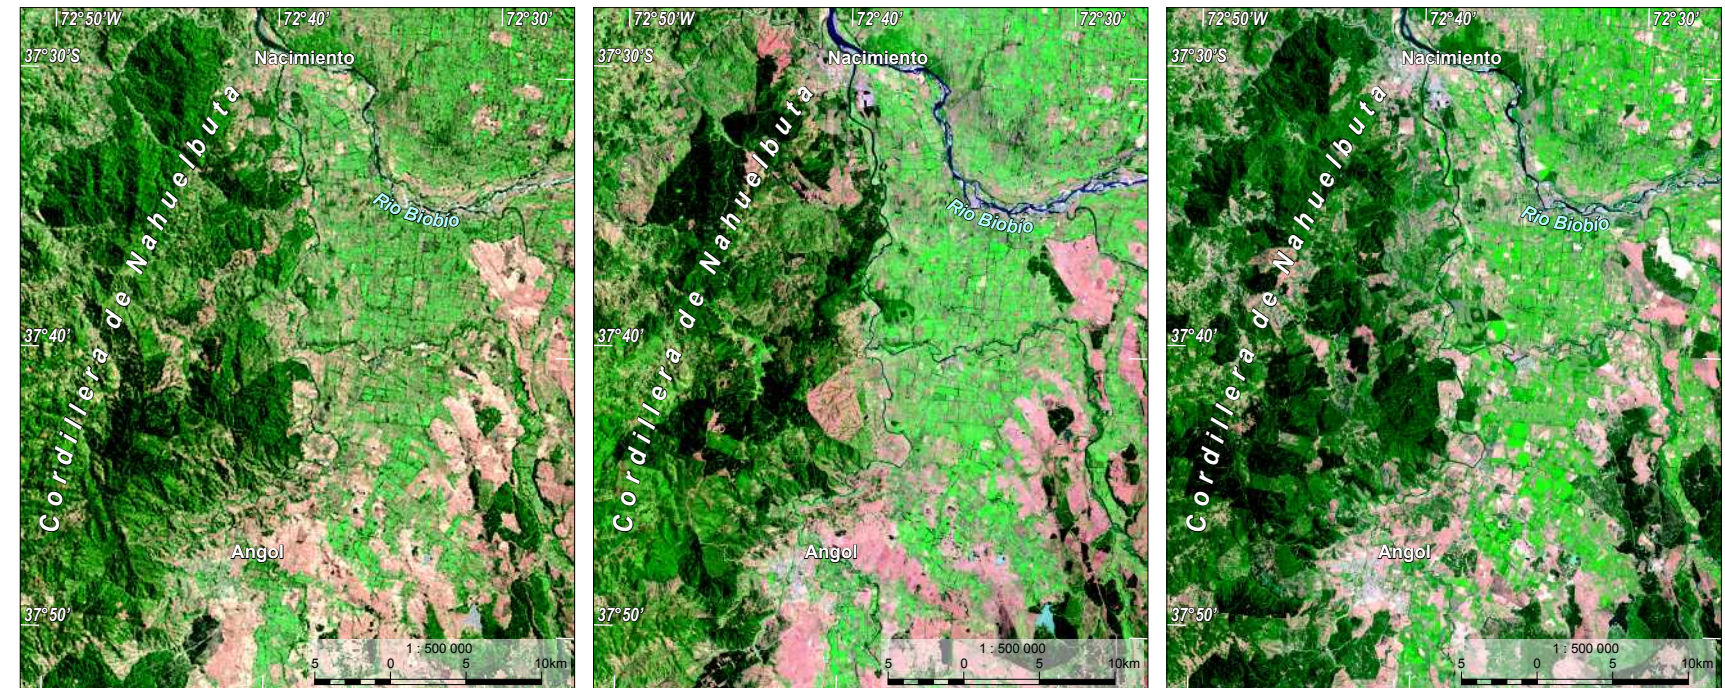 72°50'W 72°40' 72°30'
37°30'S
Nacimiento
Cordillera de Nahuelbuta
Rio Biobío
37°40'
Angol
37°50'
1 : 500 000
5 0 5 10km
72°50'W 72°40' 72°30'
37°30'S
Nacimiento
Cordillera de Nahuelbuta
Rio Biobío
37°40'
Angol
37°50'
1 : 500 000
5 0 5 10km
72°50'W 72°40' 72°30'
37°30'S
Nacimiento
Cordillera de Nahuelbuta
Rio Biobío
37°40'
Angol
37°50'
1 : 500 000
5 0 5 10km